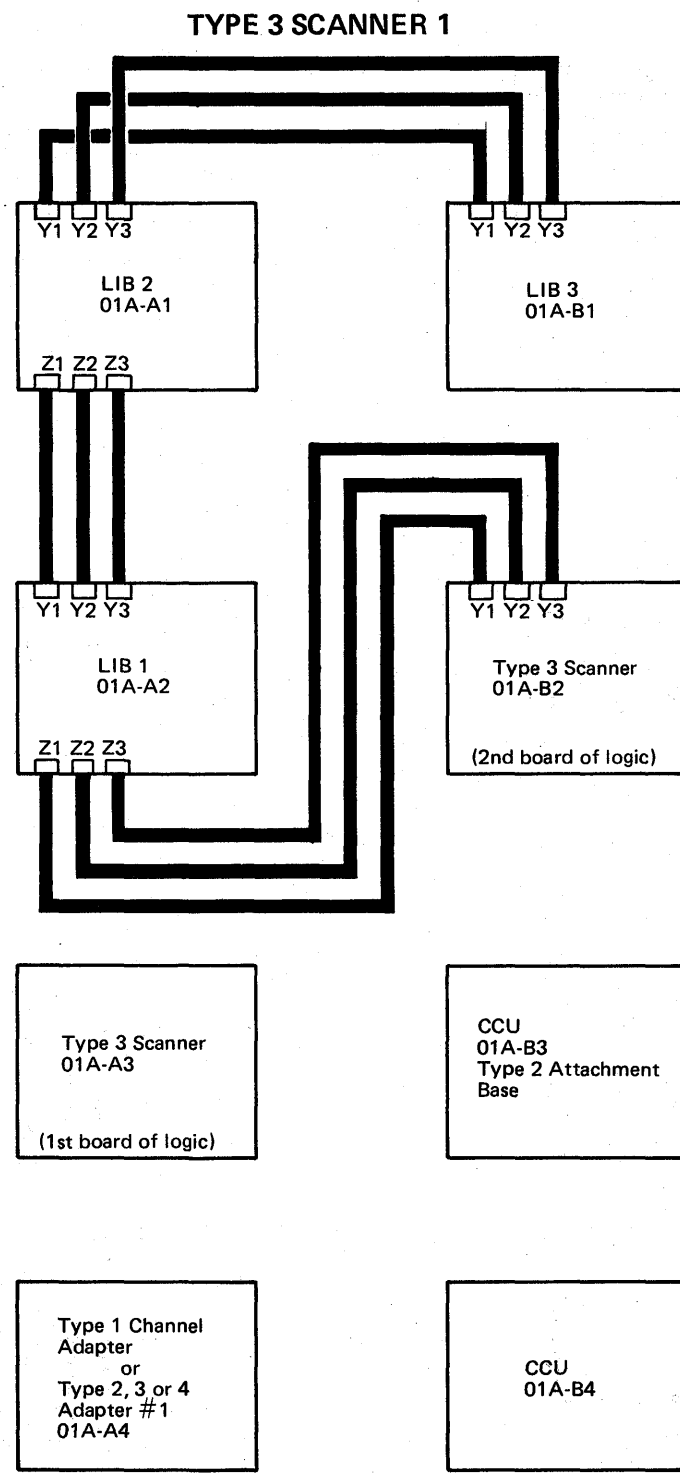 TYPE 3 SCANNER 1
Y1 Y2 Y3
LIB 2
01A-A1
Z1 Z2 Z3
Y1 Y2 Y3
LIB 3
01A-B1
Y1 Y2 Y3
LIB 1
01A-A2
Z1 Z2 Z3
Y1 Y2 Y3
Type 3 Scanner
01A-B2
(2nd board of logic)
Type 3 Scanner
01A-A3
(1st board of logic)
CCU
01A-B3
Type 2 Attachment
Base
Type 1 Channel
Adapter
or
Type 2, 3 or 4
Adapter #1
01A-A4
CCU
01A-B4